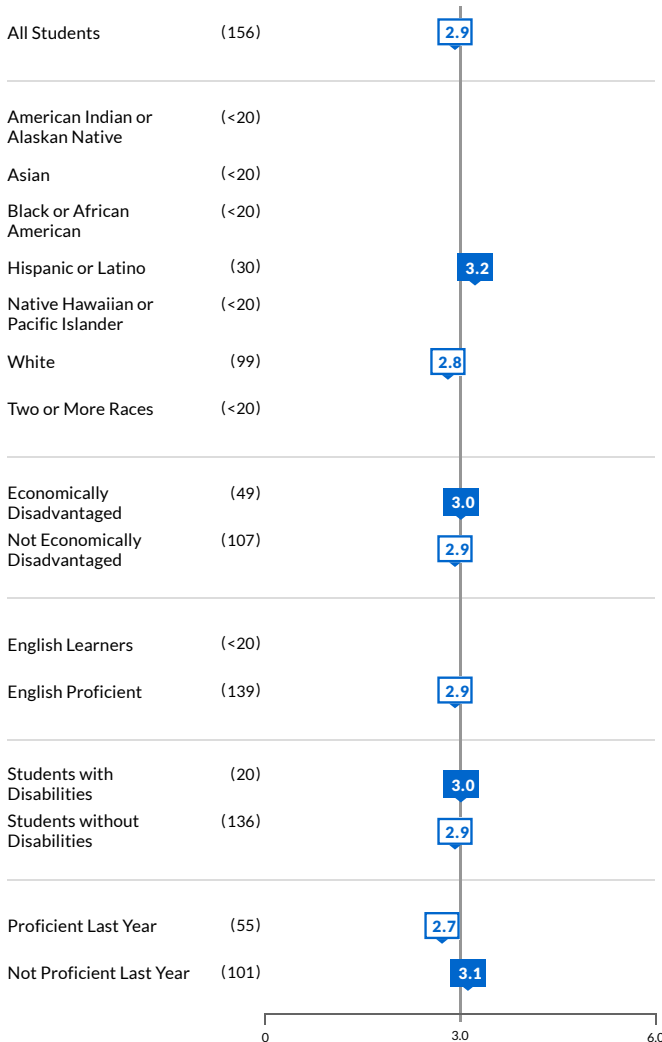 All Students (156) 2.9
American Indian or (<20)
Alaskan Native
Asian (<20)
Black or African (<20)
American
Hispanic or Latino (30) 3.2
Native Hawaiian or (<20)
Pacific Islander
White (99) 2.8
Two or More Races (<20)
Economically (49) 3.0
Disadvantaged
Not Economically (107) 2.9
Disadvantaged
English Learners (<20)
English Proficient (139) 2.9
Students with (20) 3.0
Disabilities
Students without (136) 2.9
Disabilities
Proficient Last Year (55) 2.7
Not Proficient Last Year (101) 3.1
0 3.0 6.0